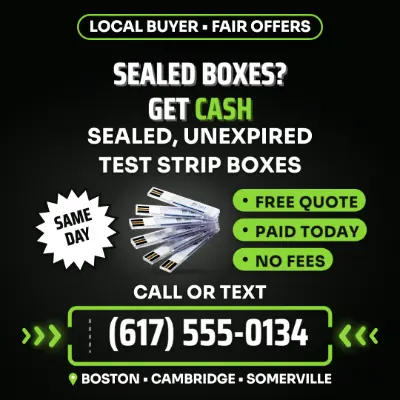 LOCAL BUYER • FAIR OFFERS
SEALED BOXES?
GET CASH
SEALED, UNEXPIRED
TEST STRIP BOXES
SAME
DAY
• FREE QUOTE
• PAID TODAY
• NO FEES
CALL OR TEXT
(617) 555-0134
BOSTON • CAMBRIDGE • SOMERVILLE